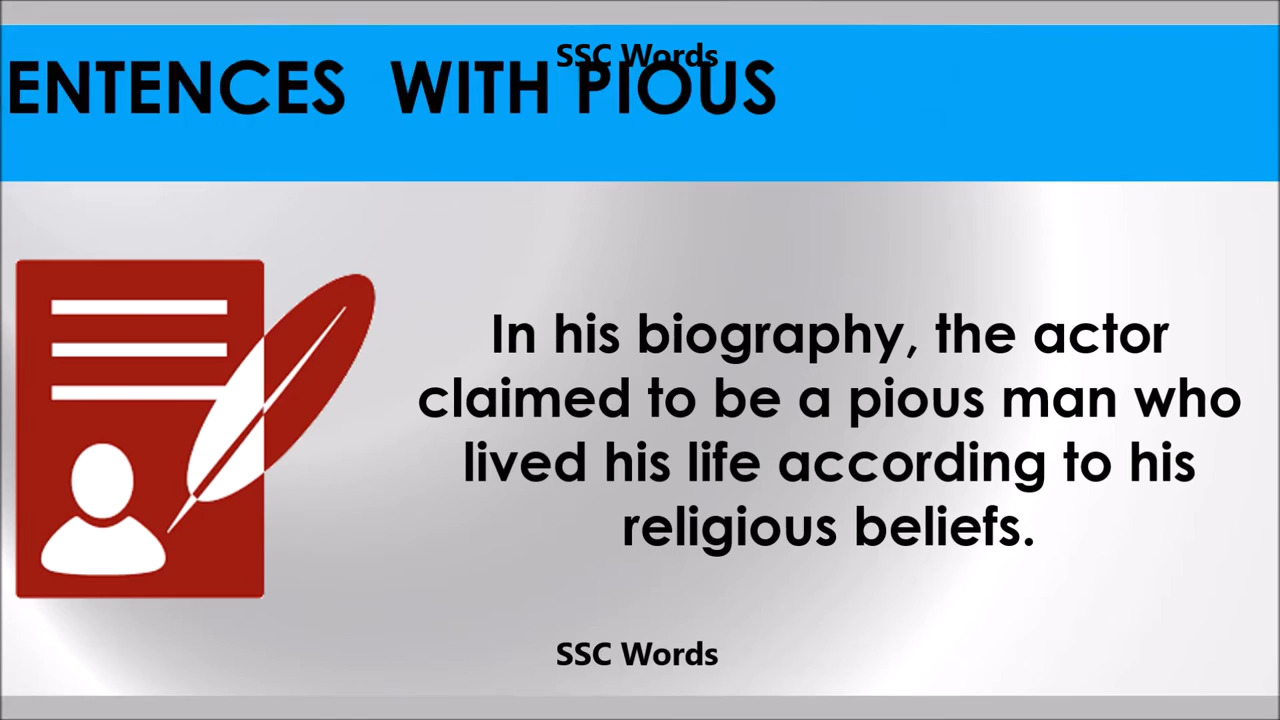 SSC Words
ENTENCES WITH PIOUS
In his biography, the actor
claimed to be a pious man who
lived his life according to his
religious beliefs.
SSC Words